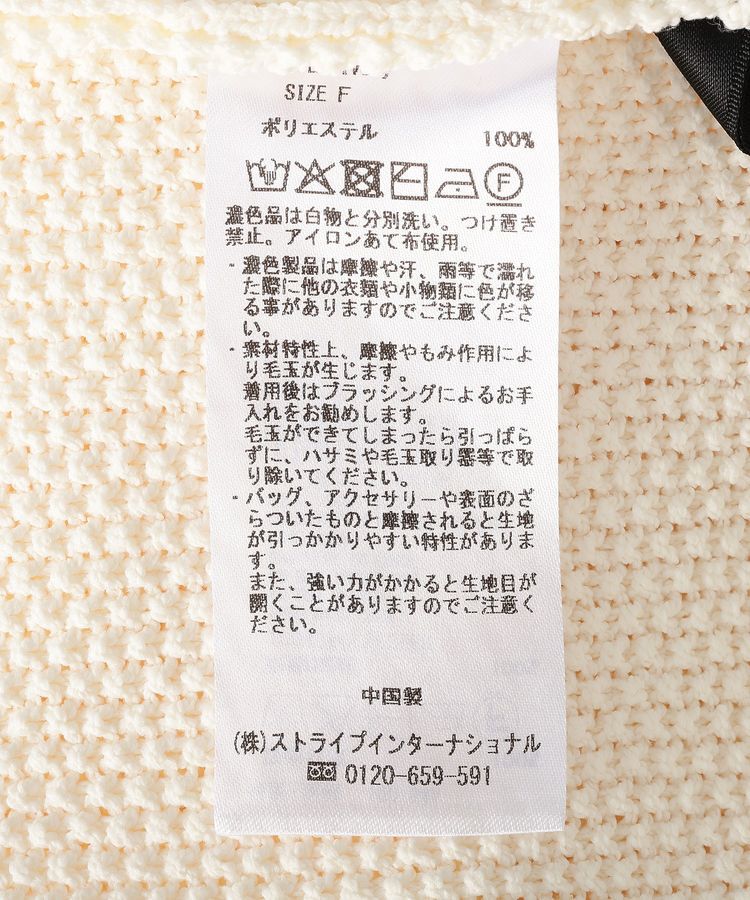 SIZE F
ポリエステル 100%
F
濃色品は白物と分別洗い。つけ置き
禁止。アイロンあて布使用。
・濃色製品は摩擦や汗、雨等で濡れ
た際に他の衣類や小物類に色が移
る事がありますのでご注意くださ
い。
・素材特性上、摩擦やもみ作用によ
り毛玉が生じます。
着用後はブラッシングによるお手
入れをお勧めします。
毛玉ができてしまったら引っぱら
ずに、ハサミや毛玉取り器等で取
り除いてください。
・バッグ、アクセサリーや表面のざ
らついたものと摩擦されると生地
が引っかかりやすい特性がありま
す。
また、強い力がかかると生地目が
開くことがありますのでご注意く
ださい。
中国製
(株)ストライプインターナショナル
0120-659-591